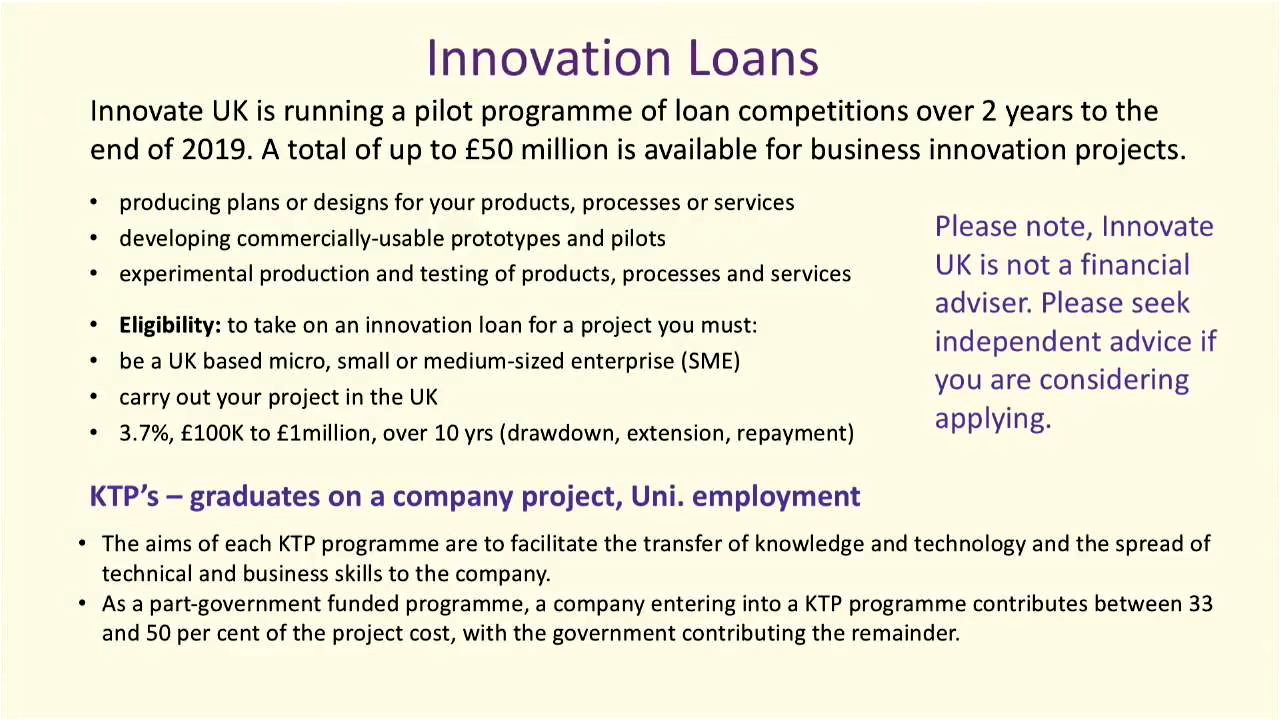 Innovation Loans
Innovate UK is running a pilot programme of loan competitions over 2 years to the
end of 2019. A total of up to £50 million is available for business innovation projects.
• producing plans or designs for your products, processes or services
• developing commercially-usable prototypes and pilots
• experimental production and testing of products, processes and services
• Eligibility: to take on an innovation loan for a project you must:
• be a UK based micro, small or medium-sized enterprise (SME)
• carry out your project in the UK
• 3.7%, £100K to £1million, over 10 yrs (drawdown, extension, repayment)
Please note, Innovate
UK is not a financial
adviser. Please seek
independent advice if
you are considering
applying.
KTP’s – graduates on a company project, Uni. employment
• The aims of each KTP programme are to facilitate the transfer of knowledge and technology and the spread of
technical and business skills to the company.
• As a part-government funded programme, a company entering into a KTP programme contributes between 33
and 50 per cent of the project cost, with the government contributing the remainder.